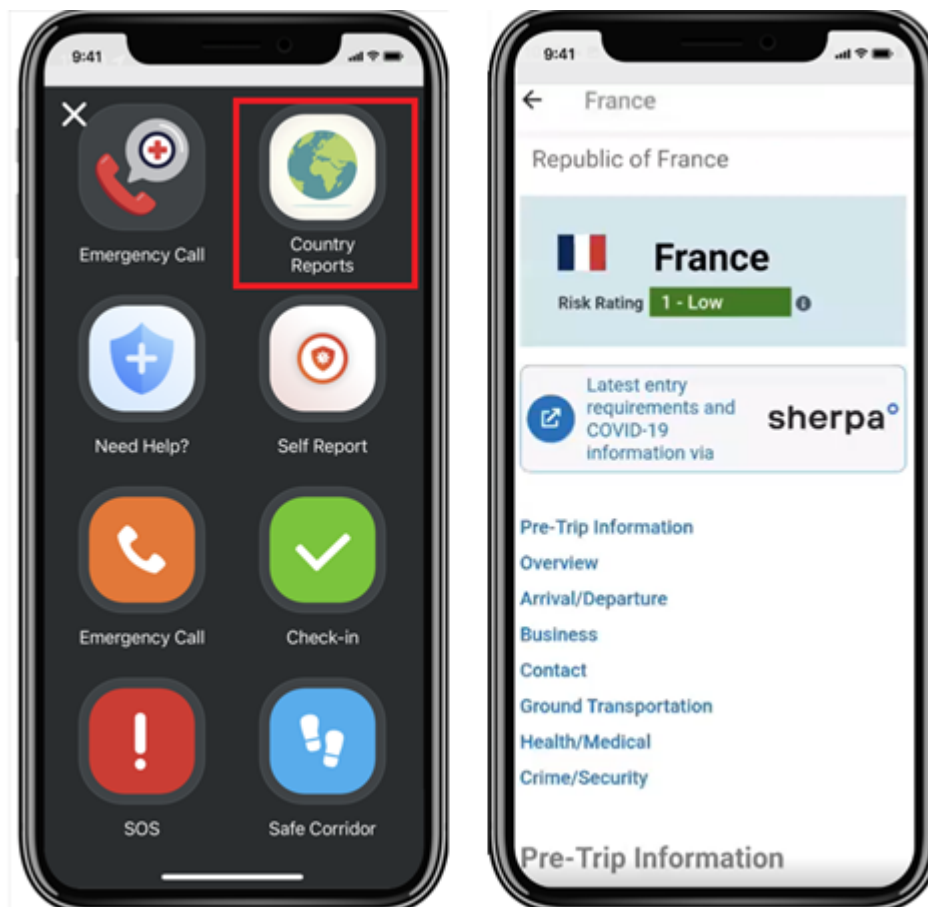 9:41
Emergency Call
Country
Reports
Need Help?
Self Report
Emergency Call
Check-in
SOS
Safe Corridor
9:41
France
Republic of France
France
Risk Rating 1 - Low
Latest entry
requirements and
COVID-19
information via
sherpa°
Pre-Trip Information
Overview
Arrival/Departure
Business
Contact
Ground Transportation
Health/Medical
Crime/Security
Pre-Trip Information